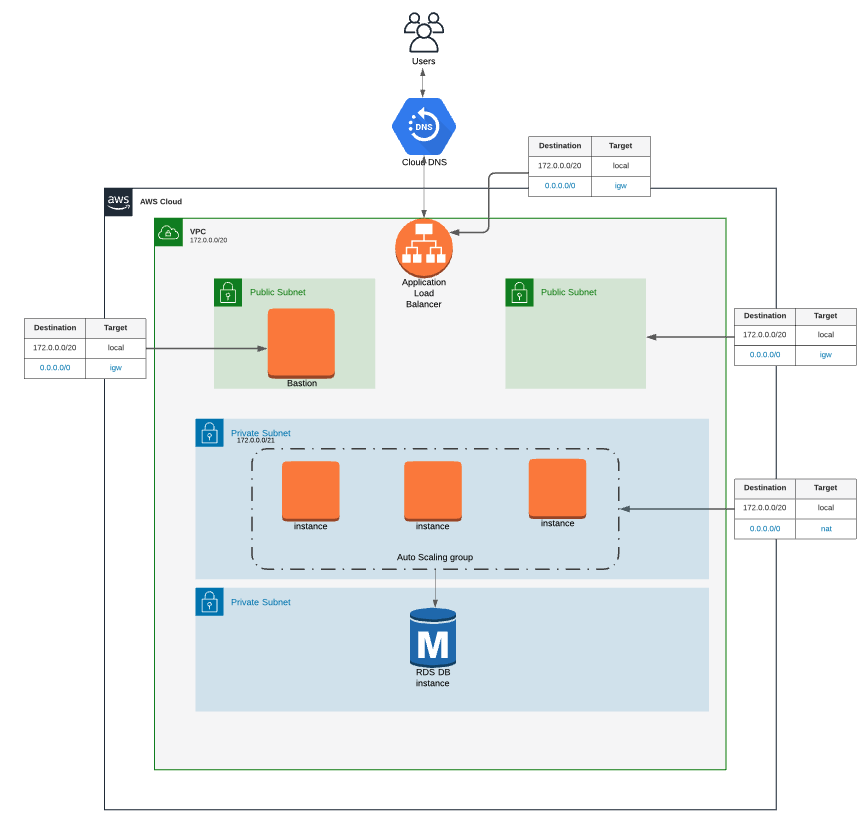 Users
DNS
Cloud DNS
Destination Target
172.0.0.0/20 local
0.0.0.0/0 igw
aws
AWS Cloud
VPC
172.0.0.0/20
Application
Load
Balancer
Public Subnet
Public Subnet
Bastion
Destination Target
172.0.0.0/20 local
0.0.0.0/0 igw
Destination Target
172.0.0.0/20 local
0.0.0.0/0 igw
Private Subnet
172.0.0.0/21
instance
instance
instance
Auto Scaling group
Destination Target
172.0.0.0/20 local
0.0.0.0/0 nat
Private Subnet
M
RDS DB
instance